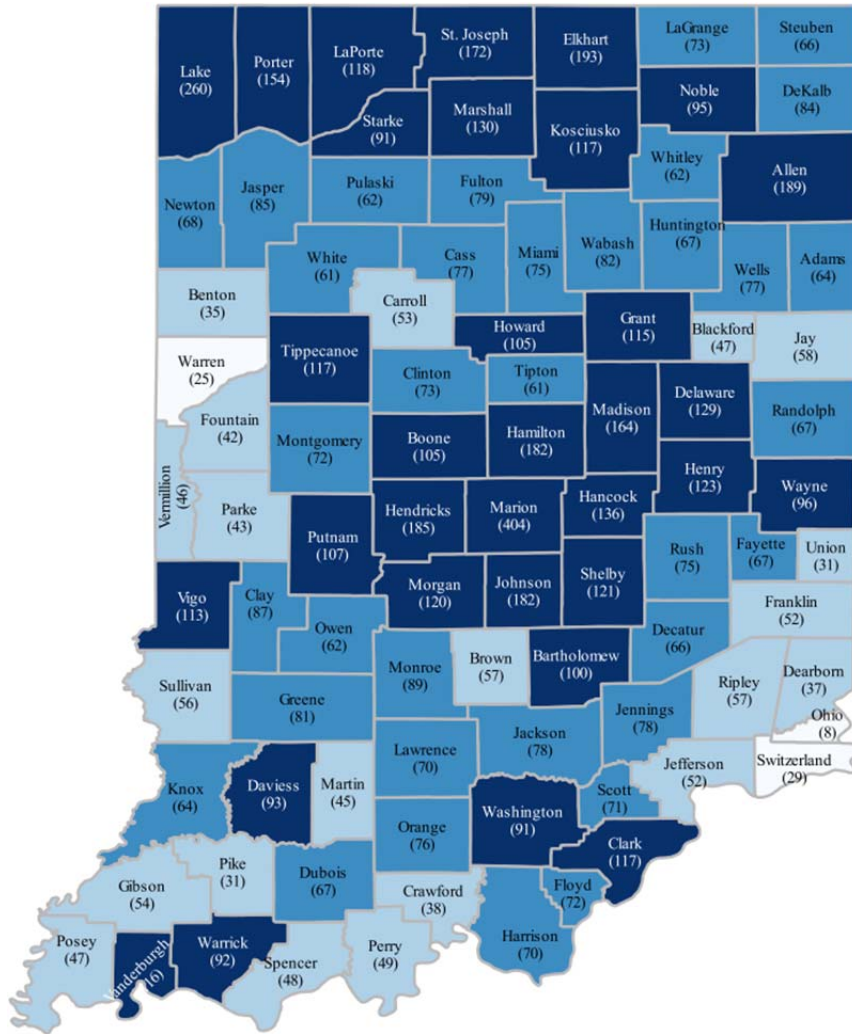 Lake
(260)
Porter
(154)
LaPorte
(118)
St. Joseph
(172)
Elkhart
(193)
LaGrange
(73)
Steuben
(66)
Noble
(95)
DeKalb
(84)
Starke
(91)
Marshall
(130)
Kosciusko
(117)
Whitley
(62)
Allen
(189)
Newton
(68)
Jasper
(85)
Pulaski
(62)
Fulton
(79)
Huntington
(67)
White
(61)
Cass
(77)
Miami
(75)
Wabash
(82)
Wells
(77)
Adams
(64)
Benton
(35)
Carroll
(53)
Howard
(105)
Grant
(115)
Blackford
(47)
Jay
(58)
Warren
(25)
Tippecanoe
(117)
Clinton
(73)
Tipton
(61)
Madison
(164)
Delaware
(129)
Randolph
(67)
Fountain
(42)
Montgomery
(72)
Boone
(105)
Hamilton
(182)
Henry
(123)
Wayne
(96)
Vermillion
(46)
Parke
(43)
Putnam
(107)
Hendricks
(185)
Marion
(404)
Hancock
(136)
Rush
(75)
Fayette
(67)
Union
(31)
Vigo
(113)
Clay
(87)
Owen
(62)
Morgan
(120)
Johnson
(182)
Shelby
(121)
Franklin
(52)
Decatur
(66)
Sullivan
(56)
Greene
(81)
Monroe
(89)
Brown
(57)
Bartholomew
(100)
Ripley
(57)
Dearborn
(37)
Jennings
(78)
Ohio
(8)
Lawrence
(70)
Jackson
(78)
Jefferson
(52)
Switzerland
(29)
Knox
(64)
Daviess
(93)
Martin
(45)
Orange
(76)
Washington
(91)
Scott
(71)
Clark
(117)
Gibson
(54)
Pike
(31)
Dubois
(67)
Crawford
(38)
Floyd
(72)
Harrison
(70)
Posey
(47)
Vanderburgh
(16)
Warrick
(92)
Spencer
(48)
Perry
(49)